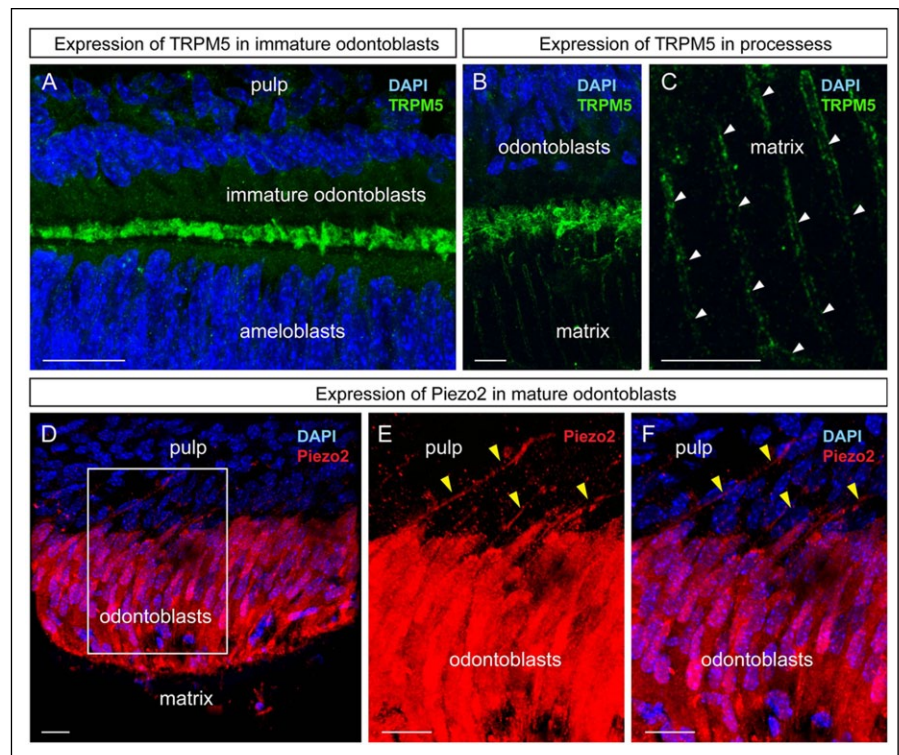 Expression of TRPM5 in immature odontoblasts
Expression of TRPM5 in processess
A
pulp
DAPI
TRPM5
immature odontoblasts
ameloblasts
B
DAPI
TRPM5
odontoblasts
matrix
C
DAPI
TRPM5
matrix
Expression of Piezo2 in mature odontoblasts
D
DAPI
Piezo2
pulp
odontoblasts
matrix
E
Piezo2
pulp
odontoblasts
F
DAPI
Piezo2
pulp
odontoblasts